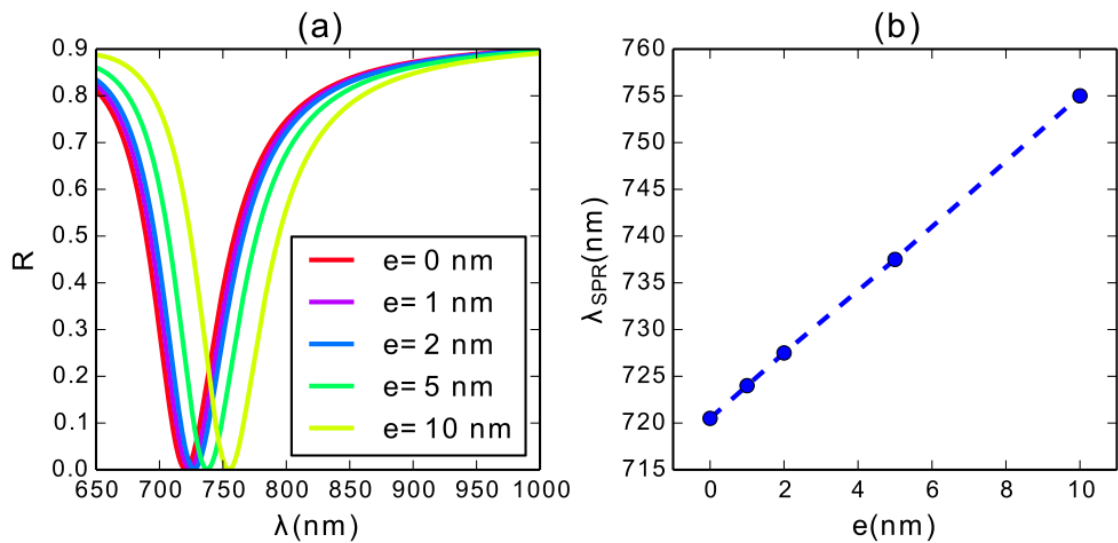 (a)
0.9
0.8
0.7
0.6
0.5
0.4
0.3
0.2
0.1
0.0
R
650 700 750 800 850 900 950 1000
λ(nm)
e= 0 nm
e= 1 nm
e= 2 nm
e= 5 nm
e= 10 nm
(b)
760
755
750
745
740
735
730
725
720
715
λSPR(nm)
0 2 4 6 8 10
e(nm)